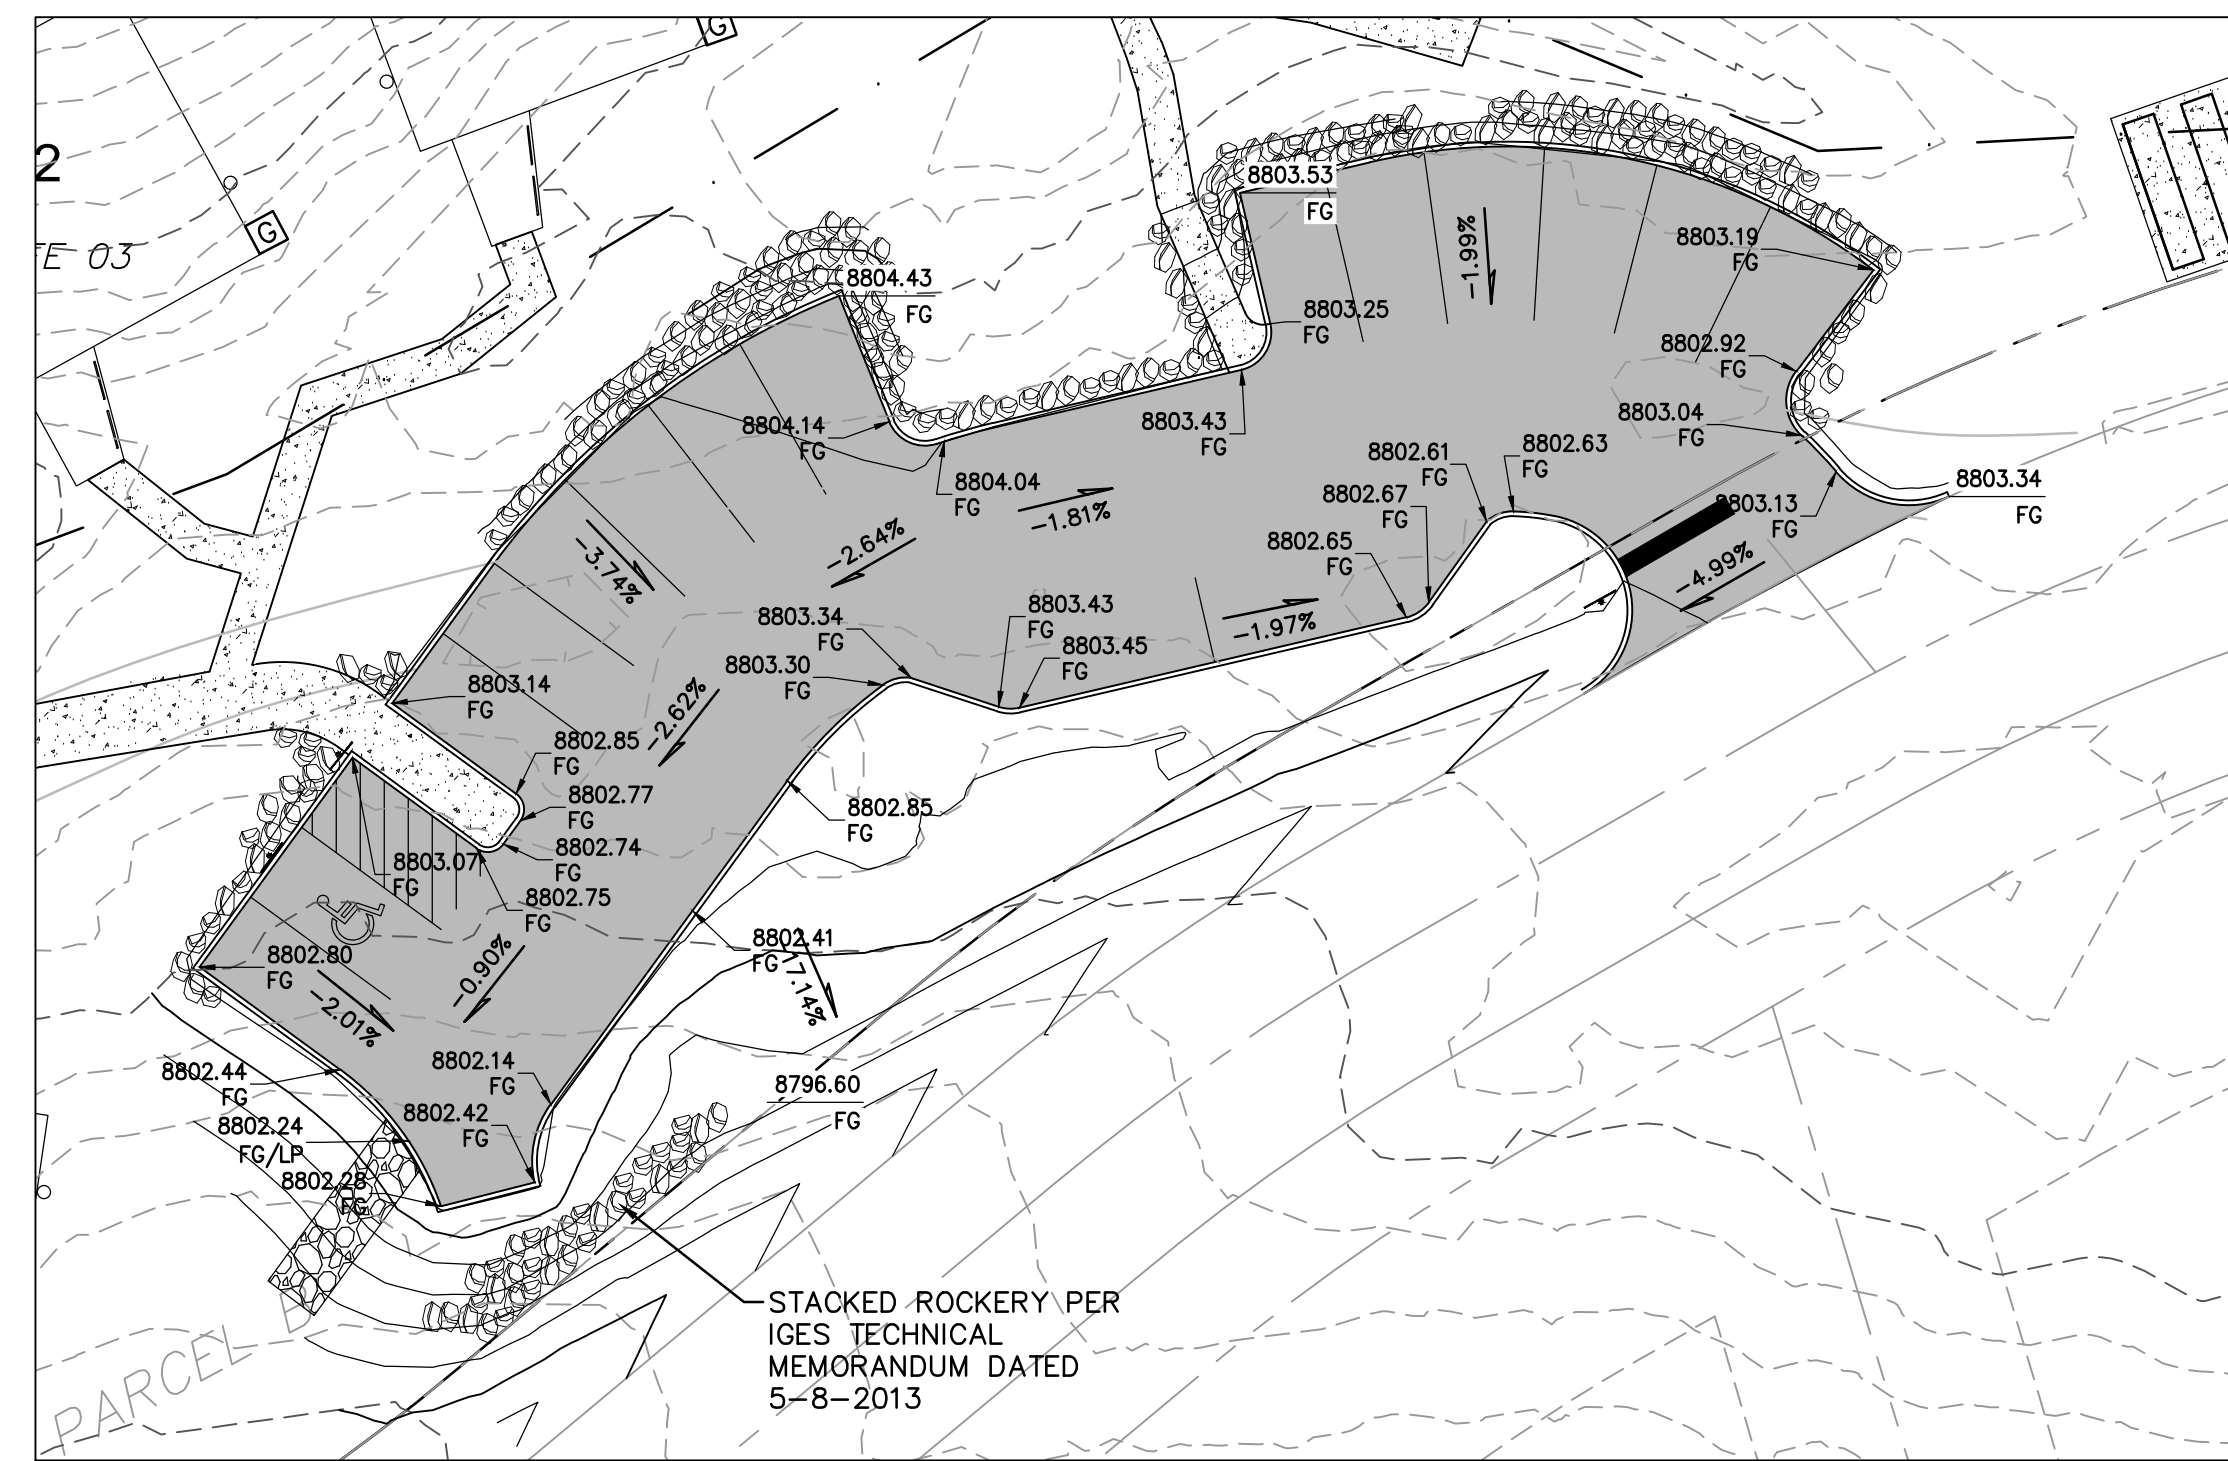 G
2
FE 03
G
8803.53
FG
8803.19
FG
-1.99%
8804.43
FG
8803.25
FG
8802.92
FG
8804.14
FG
8803.43
FG
8803.04
FG
8802.61
FG
8802.63
FG
8804.04
FG
-1.81%
8802.67
FG
8803.13
FG
8803.34
FG
-3.74%
-2.64%
8802.65
FG
-4.99%
8803.34
FG
8803.43
FG
8803.45
FG
-1.97%
8803.30
FG
8803.14
FG
-2.62%
8802.85
FG
8802.77
FG
8802.85
FG
8802.74
FG
8803.07
FG
8802.75
FG
8802.80
FG
-2.01%
-0.90%
8802.41
FG
17.14%
8802.44
FG
8802.14
FG
8796.60
FG
8802.42
FG
8802.24
FG/LP
8802.28
FG
STACKED ROCKERY PER
IGES TECHNICAL
MEMORANDUM DATED
5-8-2013
PARCEL B